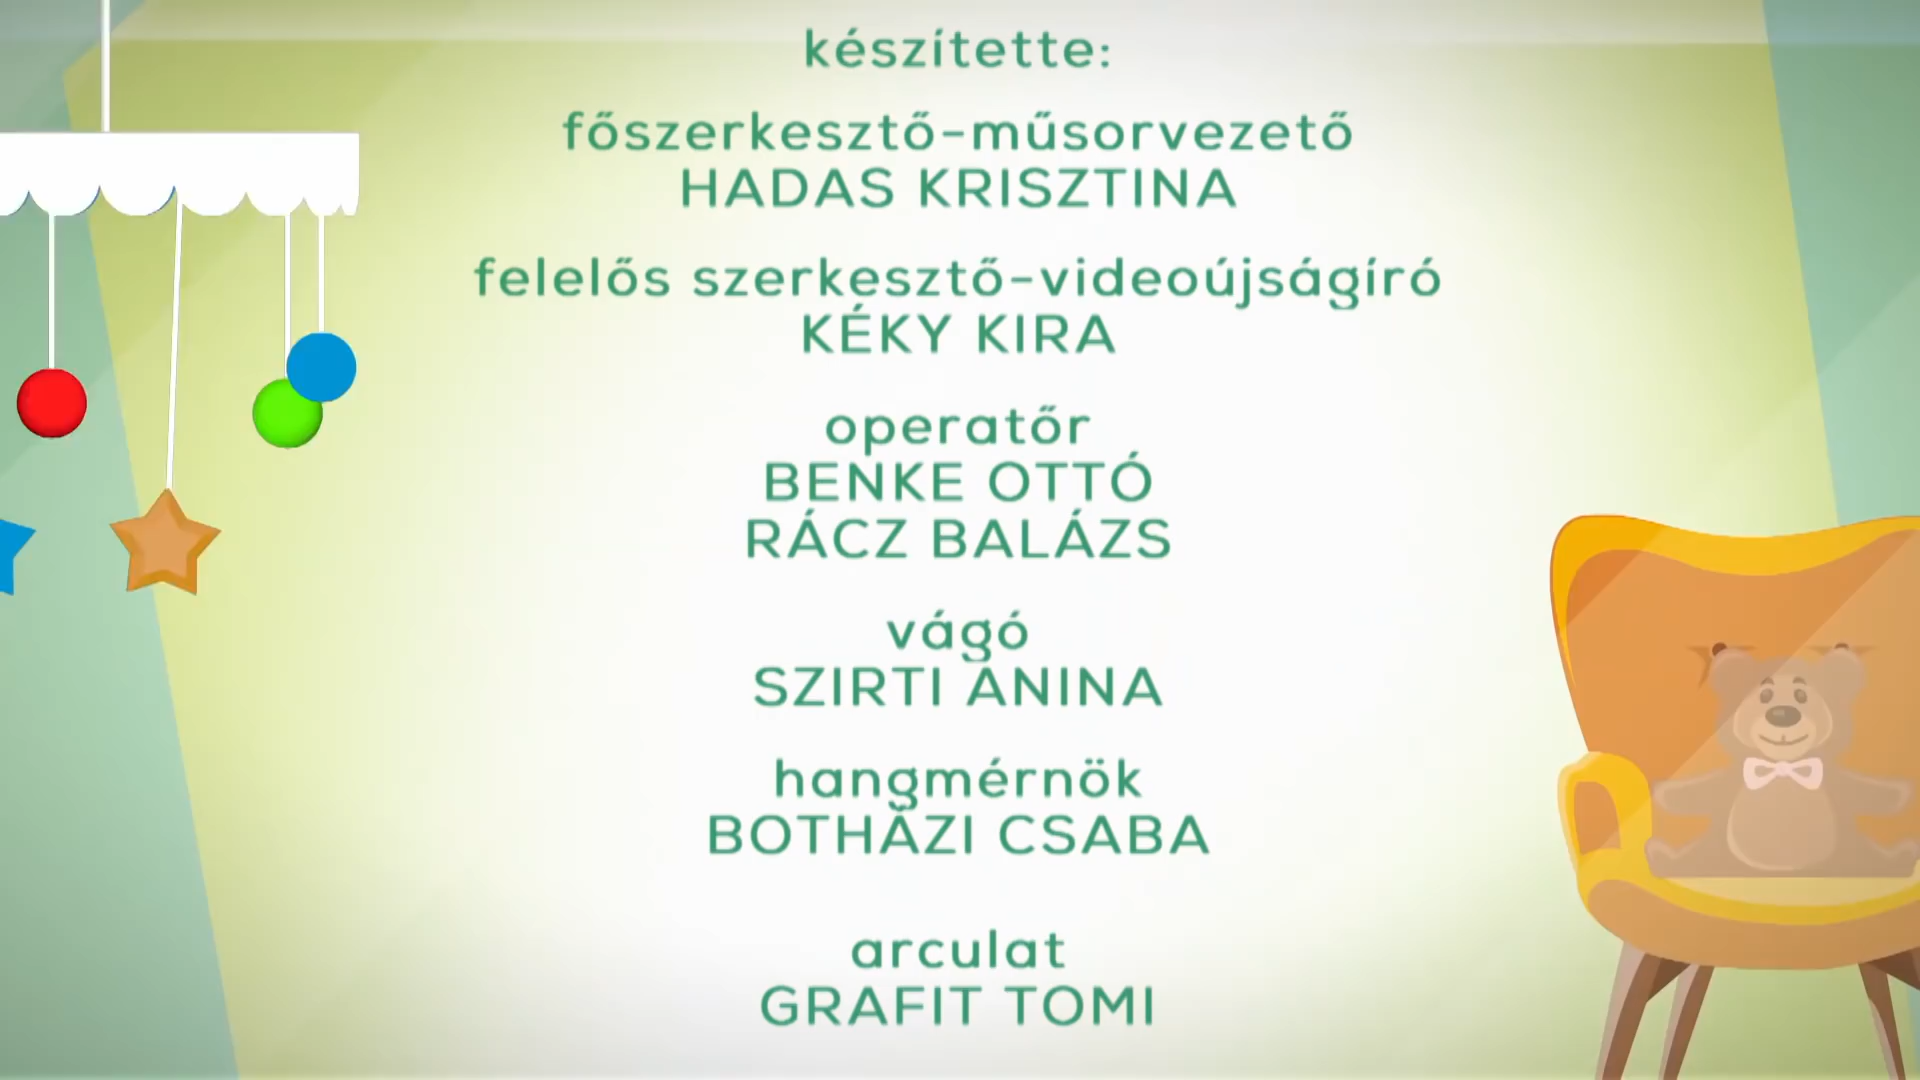 készítette:
főszerkesztő-műsorvezető
HADAS KRISZTINA
felelős szerkesztő-videoújságíró
KÉKY KIRA
operatőr
BENKE OTTÓ
RÁCZ BALÁZS
vágó
SZIRTI ANINA
hangmérnök
BOTHÁZI CSABA
arculat
GRAFIT TOMI